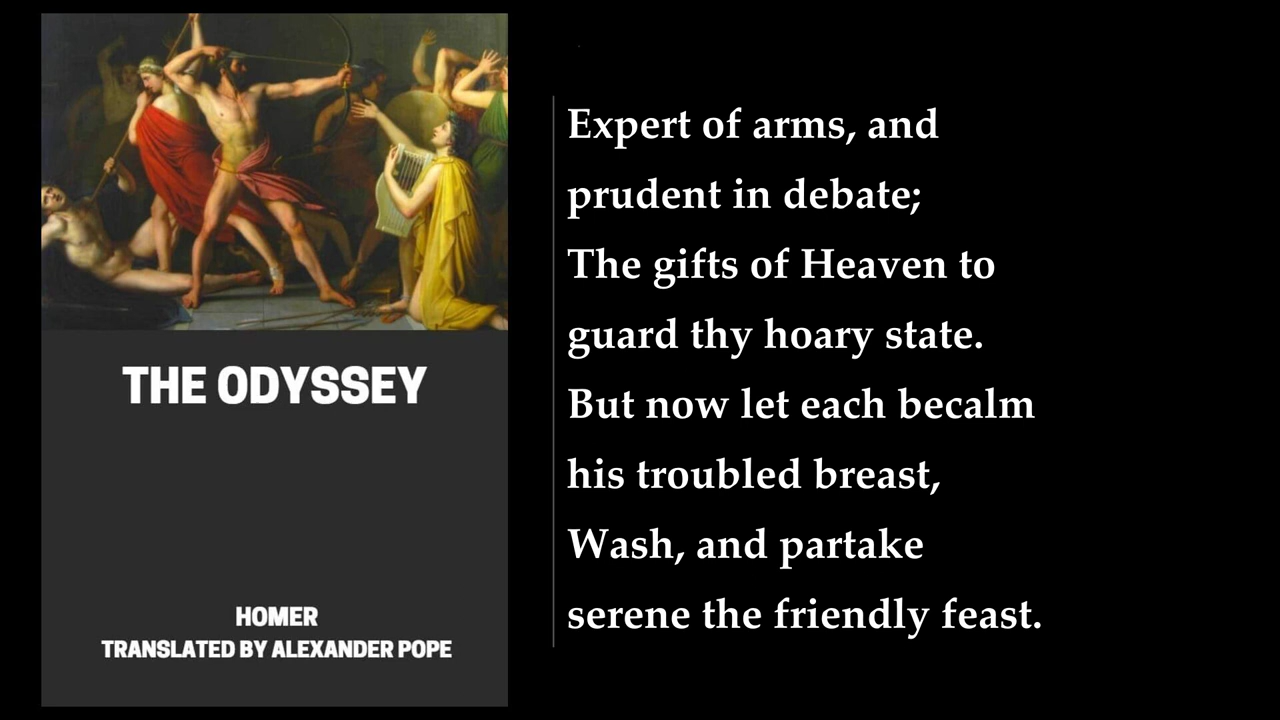 THE ODYSSEY
HOMER
TRANSLATED BY ALEXANDER POPE
Expert of arms, and
prudent in debate;
The gifts of Heaven to
guard thy hoary state.
But now let each becalm
his troubled breast,
Wash, and partake
serene the friendly feast.